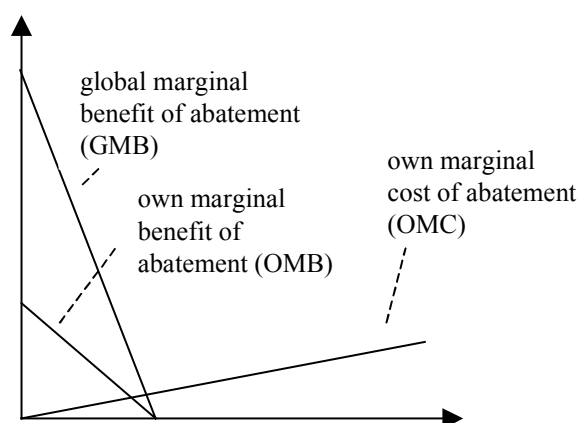 global marginal
benefit of abatement
(GMB)
own marginal
benefit of
abatement (OMB)
own marginal
cost of abatement
(OMC)